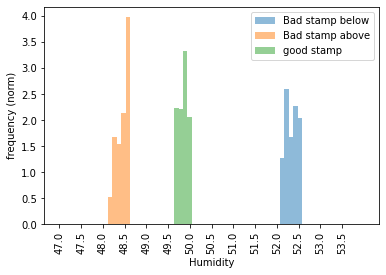 4.0
3.5
3.0
2.5
2.0
1.5
1.0
0.5
0.0
frequency (norm)
Bad stamp below
Bad stamp above
good stamp
47.0 47.5 48.0 48.5 49.0 49.5 50.0 50.5 51.0 51.5 52.0 52.5 53.0 53.5
Humidity